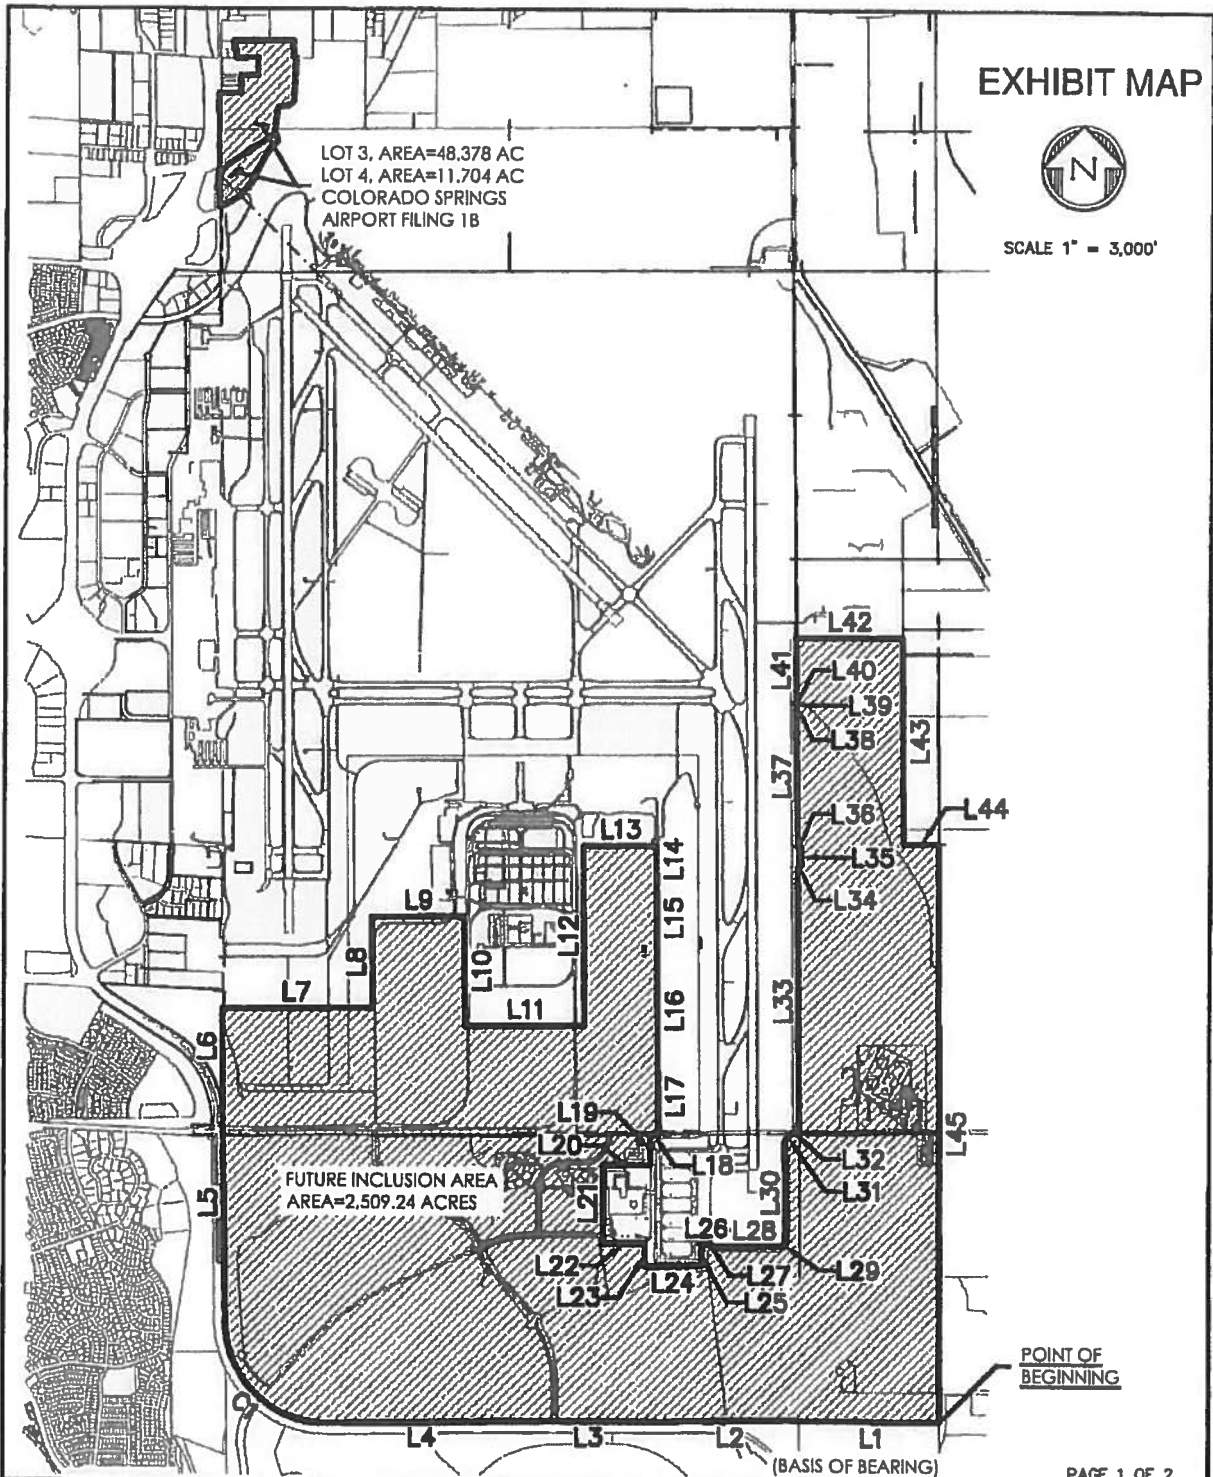 EXHIBIT MAP
N
SCALE 1" = 3,000'
LOT 3, AREA=48.378 AC
LOT 4, AREA=11.704 AC
COLORADO SPRINGS
AIRPORT FILING 1B
L42
L41
L40
L39
L38
L43
L37
L36
L44
L35
L34
L13
L14
L9
L15
L12
L8
L10
L7
L11
L16
L33
L6
L17
L19
L20
L18
L45
L32
L31
FUTURE INCLUSION AREA
AREA=2,509.24 ACRES
L5
L21
L30
L26
L28
L22
L27
L29
L23
L24
L25
POINT OF
BEGINNING
L4
L3
L2
L1
(BASIS OF BEARING)
PAGE 1 OF 2